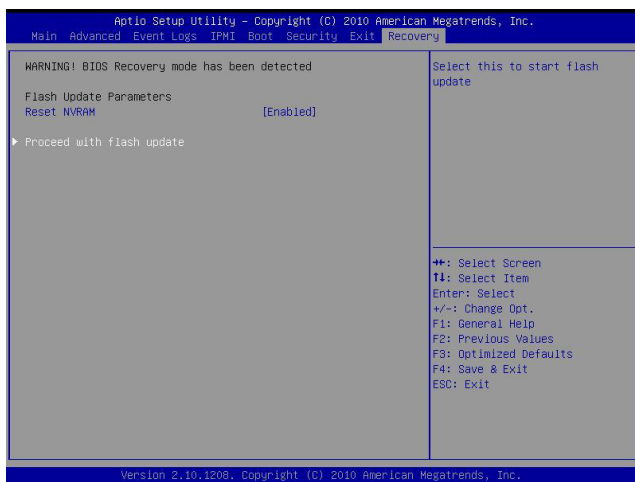 Aptio Setup Utility – Copyright (C) 2010 American Megatrends, Inc.
Main Advanced Event Logs IPMI Boot Security Exit Recovery
WARNING! BIOS Recovery mode has been detected
Flash Update Parameters
Reset NVRAM [Enabled]
Proceed with flash update
Select this to start flash
update
→←: Select Screen
↑↓: Select Item
Enter: Select
+/-: Change Opt.
F1: General Help
F2: Previous Values
F3: Optimized Defaults
F4: Save & Exit
ESC: Exit
Version 2.10.1208. Copyright (C) 2010 American Megatrends, Inc.